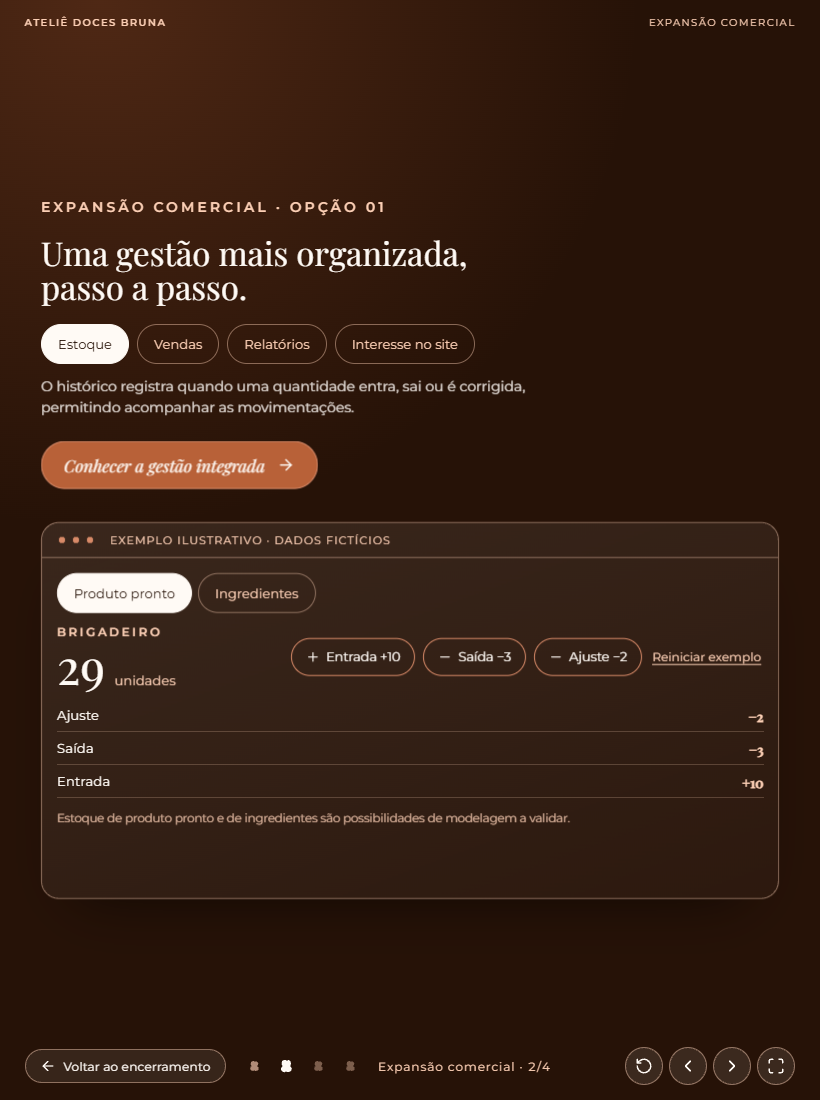 ATELIÊ DOCES BRUNA
EXPANSÃO COMERCIAL
EXPANSÃO COMERCIAL · OPÇÃO 01
Uma gestão mais organizada,
passo a passo.
Estoque
Vendas
Relatórios
Interesse no site
O histórico registra quando uma quantidade entra, sai ou é corrigida,
permitindo acompanhar as movimentações.
Conhecer a gestão integrada →
EXEMPLO ILUSTRATIVO · DADOS FICTÍCIOS
Produto pronto
Ingredientes
BRIGADEIRO
29 unidades
+ Entrada +10
− Saída −3
− Ajuste −2
Reiniciar exemplo
Ajuste −2
Saída −3
Entrada +10
Estoque de produto pronto e de ingredientes são possibilidades de modelagem a validar.
← Voltar ao encerramento
Expansão comercial · 2/4